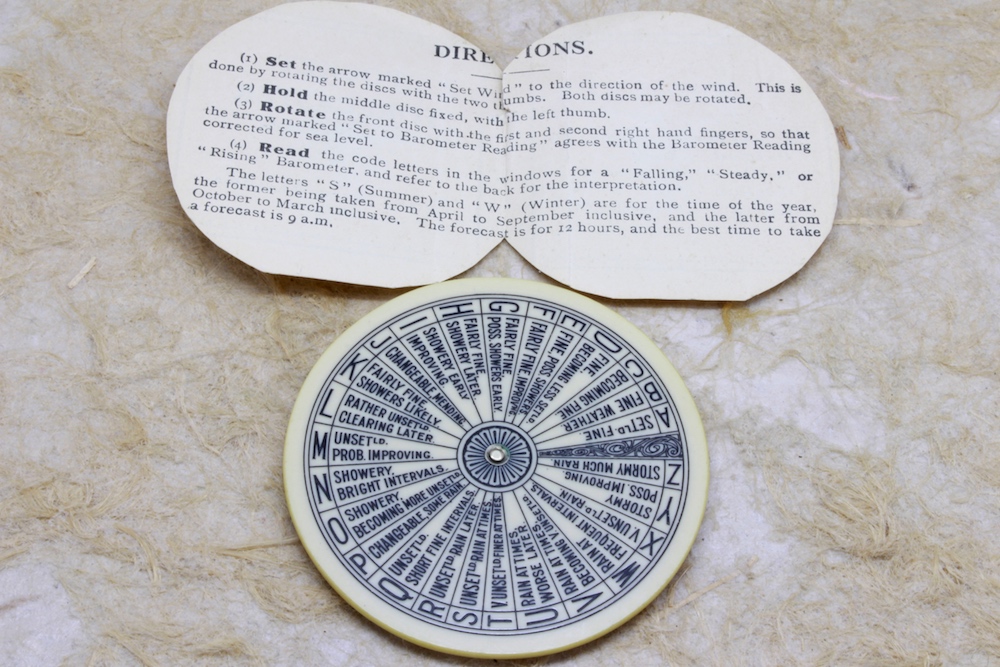 DIRE IONS.
(1) Set the arrow marked "Set Wind" to the direction of the wind. This is
done by rotating the discs with the two thumbs. Both discs may be rotated.
(2) Hold the middle disc fixed, with the left thumb.
(3) Rotate the front disc with the first and second right hand fingers, so that
the arrow marked "Set to Barometer Reading" agrees with the Barometer Reading
corrected for sea level.
(4) Read the code letters in the windows for a "Falling," "Steady," or
"Rising" Barometer, and refer to the back for the interpretation.
The letters "S" (Summer) and "W" (Winter) are for the time of the year,
the former being taken from April to September inclusive, and the latter from
October to March inclusive. The forecast is for 12 hours, and the best time to take
a forecast is 9 a.m.
A SETLD. FINE
B FINE WEATHER
C BECOMING FINE
D FINE
BECOMING LESS SETLD.
E FINE POSS. SHOWERS
F FAIRLY FINE IMPROVING
G FAIRLY FINE,
POSS. SHOWERS EARLY.
H FAIRLY FINE,
SHOWERY LATER.
I SHOWERY EARLY
IMPROVING
J CHANGEABLE MENDING
K FAIRLY FINE
SHOWERS LIKELY.
L RATHER UNSETLD.
CLEARING LATER
M UNSETLD.
PROB. IMPROVING.
N SHOWERY
BRIGHT INTERVALS.
O SHOWERY,
BECOMING MORE UNSETLD.
P CHANGEABLE, SOME RAIN
Q UNSETLD.
SHORT FINE INTERVALS.
R UNSETLD RAIN LATER.
S UNSETLD RAIN AT TIMES.
T V. UNSETLD FINER AT TIMES.
U RAIN AT TIMES.
WORSE LATER.
V RAIN AT TIMES
BECOMING V. UNSETLD.
W RAIN AT
FREQUENT INTERVALS
X V. UNSETLD RAIN.
Y STORMY
POSS. IMPROVING.
Z STORMY MUCH RAIN.